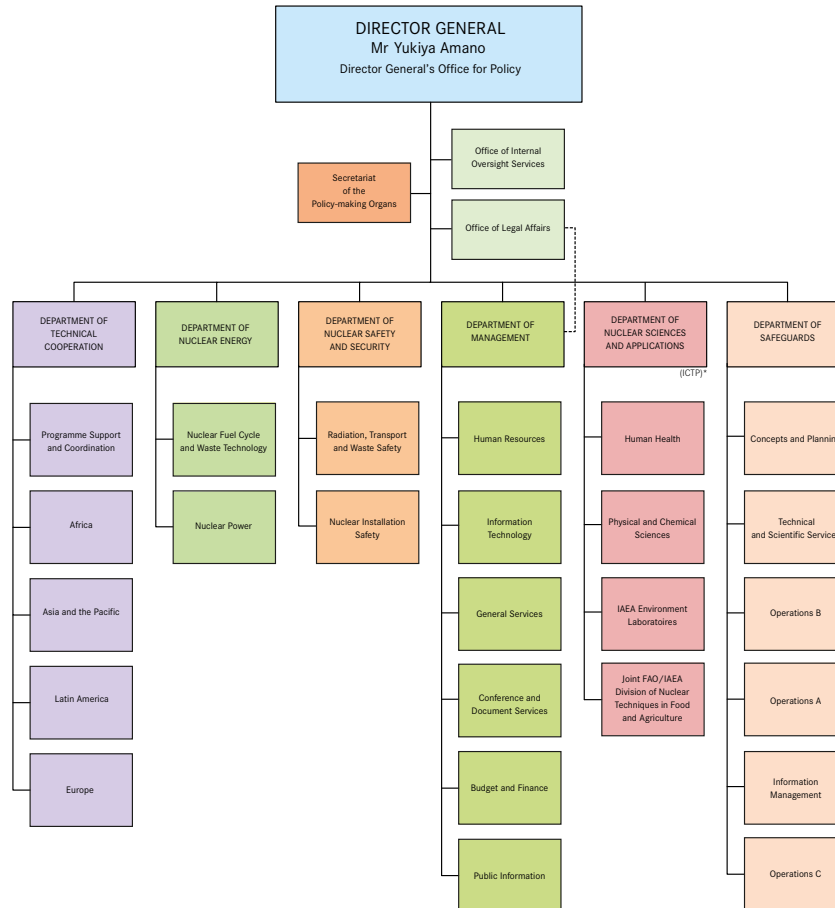 DIRECTOR GENERAL
Mr Yukiya Amano
Director General's Office for Policy
Office of Internal
Oversight Services
Secretariat
of the
Policy-making Organs
Office of Legal Affairs
DEPARTMENT OF
TECHNICAL
COOPERATION
DEPARTMENT OF
NUCLEAR ENERGY
DEPARTMENT OF
NUCLEAR SAFETY
AND SECURITY
DEPARTMENT OF
MANAGEMENT
DEPARTMENT OF
NUCLEAR SCIENCES
AND APPLICATIONS
(ICTP)*
DEPARTMENT OF
SAFEGUARDS
Programme Support
and Coordination
Africa
Asia and the Pacific
Latin America
Europe
Nuclear Fuel Cycle
and Waste Technology
Nuclear Power
Radiation, Transport
and Waste Safety
Nuclear Installation
Safety
Human Resources
Information
Technology
General Services
Conference and
Document Services
Budget and Finance
Public Information
Human Health
Physical and Chemical
Sciences
IAEA Environment
Laboratoires
Joint FAO/IAEA
Division of Nuclear
Techniques in Food
and Agriculture
Concepts and Plannin
Technical
and Scientific Service
Operations B
Operations A
Information
Management
Operations C